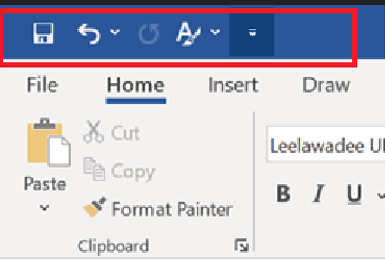 File Home Insert Draw
Cut
Copy
Paste
Format Painter
Clipboard
Leelawadee UI
B I U